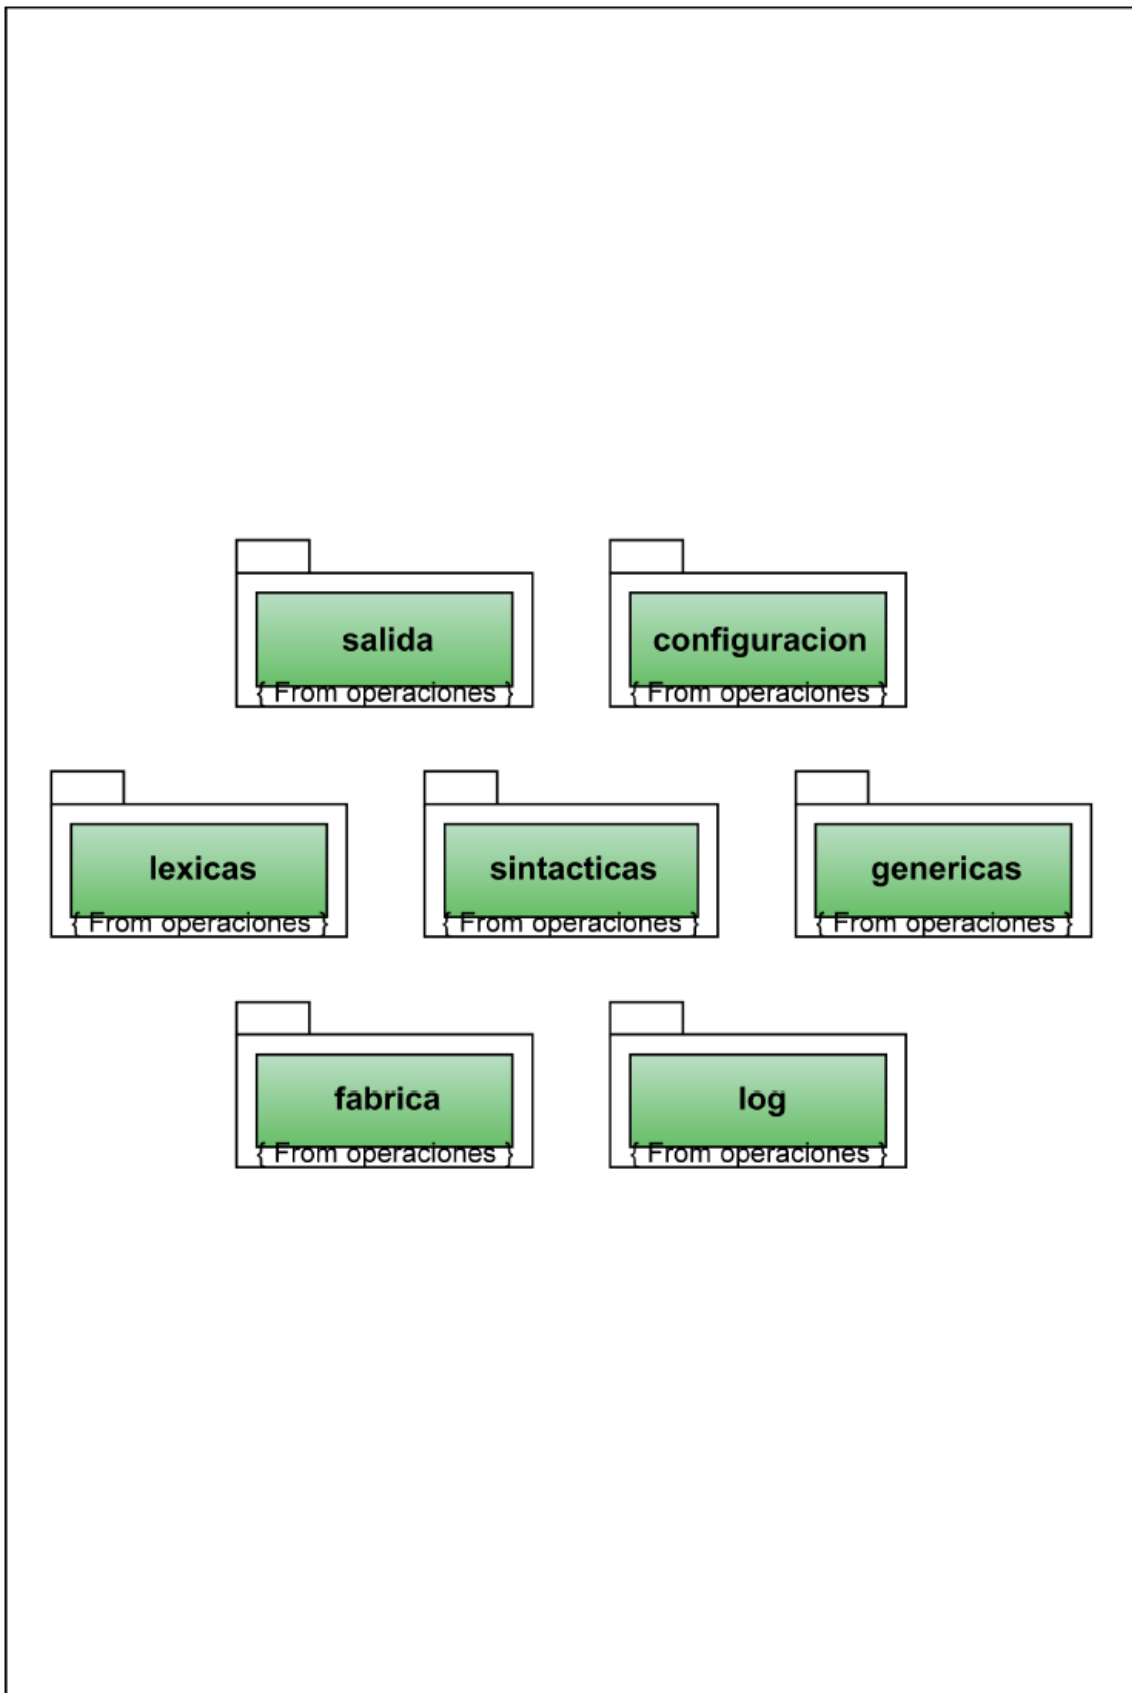 salida
{ From operaciones }
configuracion
{ From operaciones }
lexicas
{ From operaciones }
sintacticas
{ From operaciones }
genericas
{ From operaciones }
fabrica
{ From operaciones }
log
{ From operaciones }